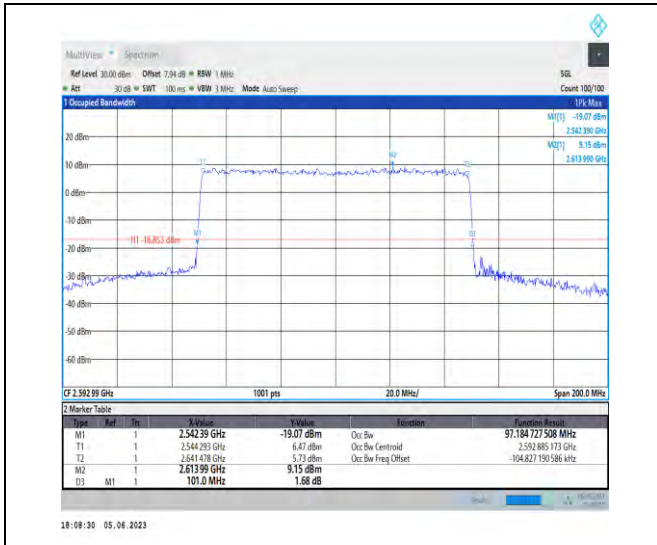 MultiView Spectrum
Ref Level 30.00 dBm Offset 7.94 dB RBW 1 MHz SGL
Att 30 dB SWT 100 ms VBW 3 MHz Mode Auto Sweep Count 100/100
1 Occupied Bandwidth 1Pk Max
M1[1] -19.07 dBm
2.542 390 GHz
M2[1] 9.15 dBm
2.613 990 GHz
20 dBm
10 dBm
0 dBm
-10 dBm
-20 dBm
-30 dBm
-40 dBm
-50 dBm
-60 dBm
T1
M2
T2
M1
D3
H1 -16.853 dBm
CF 2.592 99 GHz 1001 pts 20.0 MHz/ Span 200.0 MHz
2 Marker Table
Type Ref Trc X-Value Y-Value Function Function Result
M1 1 2.542 39 GHz -19.07 dBm Occ Bw 97.184 727 508 MHz
T1 1 2.544 293 GHz 6.47 dBm Occ Bw Centroid 2.592 885 173 GHz
T2 1 2.641 478 GHz 5.73 dBm Occ Bw Freq Offset -104.827 190 586 kHz
M2 1 2.613 99 GHz 9.15 dBm
D3 M1 1 101.0 MHz 1.68 dB
18:08:30 05.06.2023